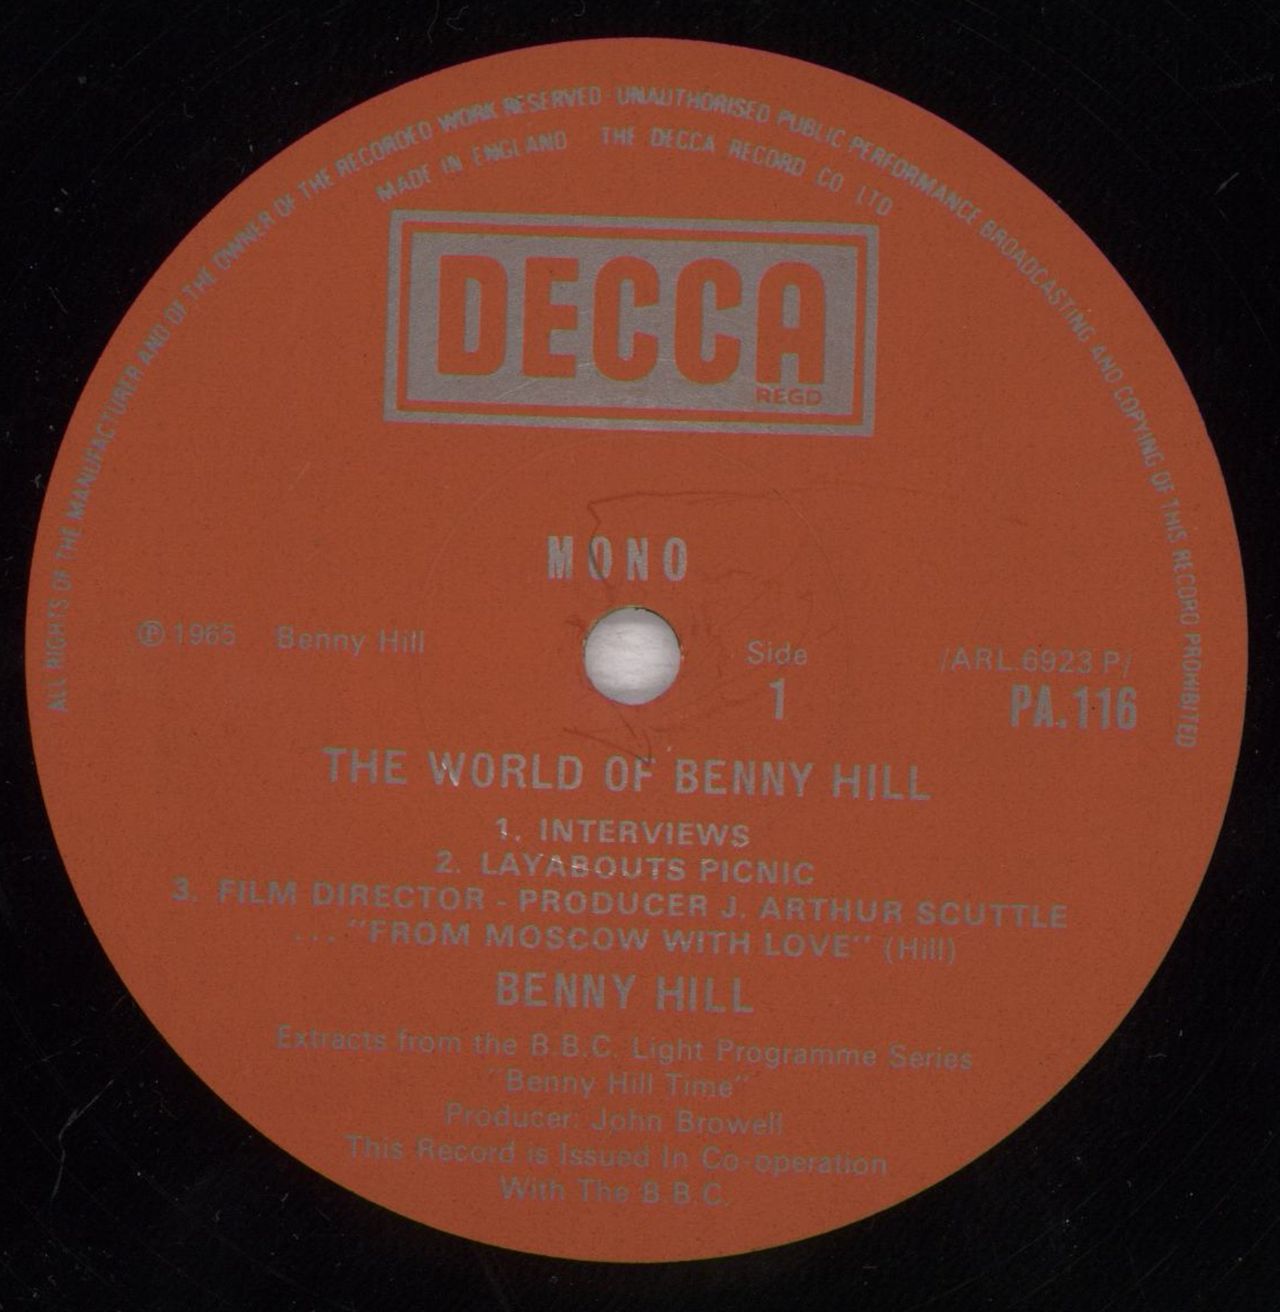 ALL RIGHTS OF THE MANUFACTURER AND OF THE OWNER OF THE RECORDED WORK RESERVED UNAUTHORISED PUBLIC PERFORMANCE BROADCASTING AND COPYING OF THIS RECORD PROHIBITED
MADE IN ENGLAND THE DECCA RECORD CO LTD
DECCA
REGD
MONO
℗ 1965 Benny Hill
Side
1
/ARL.6923 P/
PA.116
THE WORLD OF BENNY HILL
1. INTERVIEWS
2. LAYABOUTS PICNIC
3. FILM DIRECTOR - PRODUCER J. ARTHUR SCUTTLE
... "FROM MOSCOW WITH LOVE" (Hill)
BENNY HILL
Extracts from the B.B.C. Light Programme Series
"Benny Hill Time"
Producer: John Browell
This Record is Issued In Co-operation
With The B.B.C.